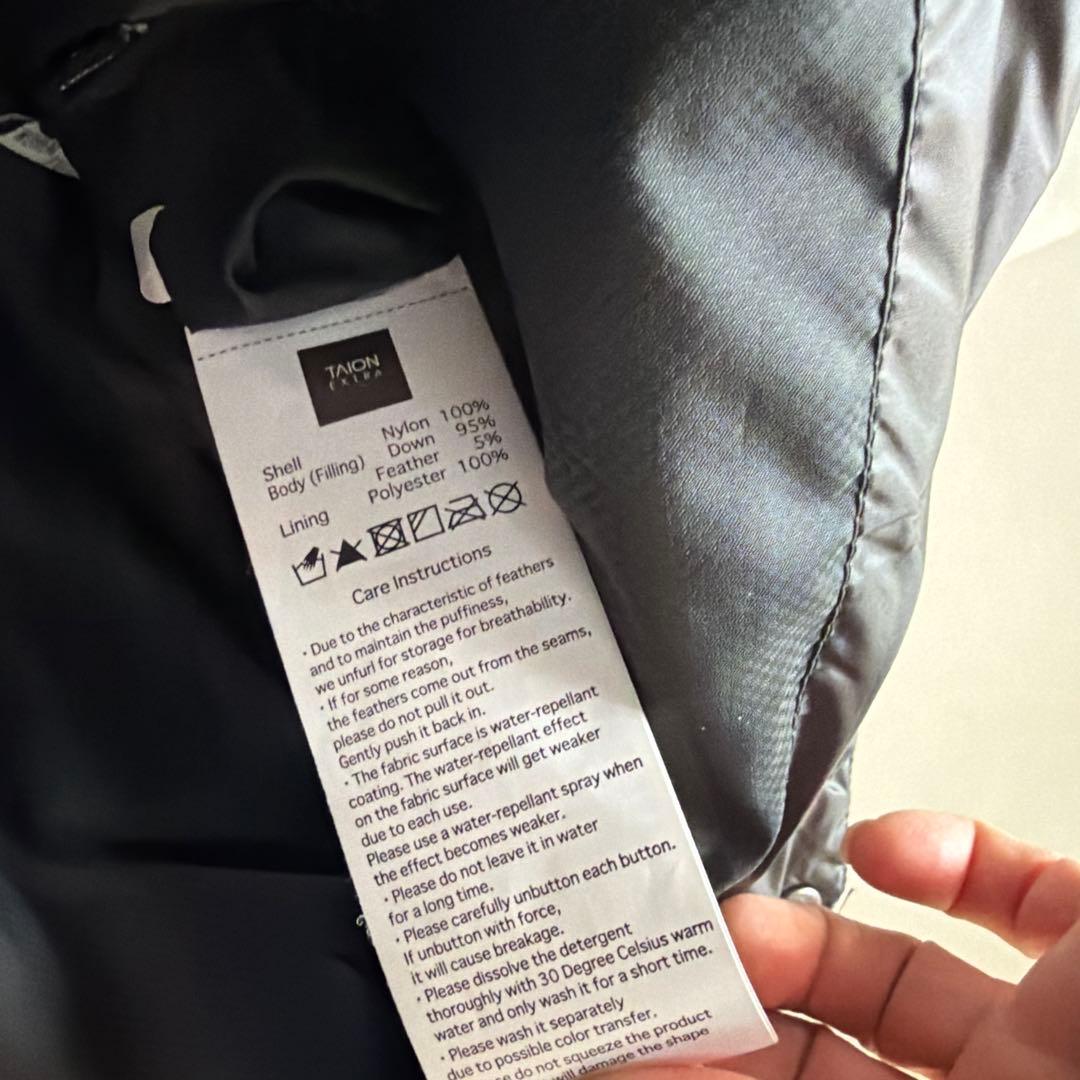 TAION
EXTRA
Shell Nylon 100%
Body (Filling) Down 95%
Feather 5%
Lining Polyester 100%
Care Instructions
· Due to the characteristic of feathers
and to maintain the puffiness,
we unfurl for storage for breathability.
· If for some reason,
the feathers come out from the seams,
please do not pull it out.
Gently push it back in.
· The fabric surface is water-repellant
coating. The water-repellant effect
on the fabric surface will get weaker
due to each use.
Please use a water-repellant spray when
the effect becomes weaker.
· Please do not leave it in water
for a long time.
· Please carefully unbutton each button.
If unbutton with force,
it will cause breakage.
· Please dissolve the detergent
thoroughly with 30 Degree Celsius warm
water and only wash it for a short time.
· Please wash it separately
due to possible color transfer.
do not squeeze the product
will damage the shape